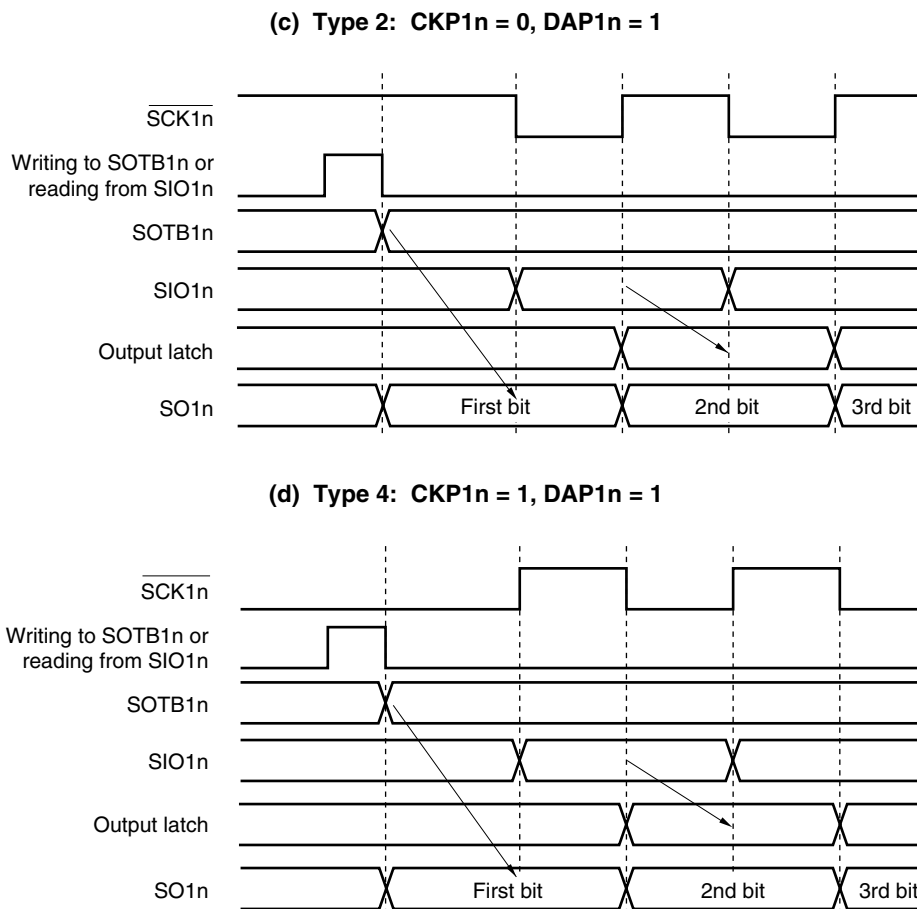 (c) Type 2: CKP1n = 0, DAP1n = 1
SCK1n
Writing to SOTB1n or
reading from SIO1n
SOTB1n
SIO1n
Output latch
SO1n
First bit
2nd bit
3rd bit
(d) Type 4: CKP1n = 1, DAP1n = 1
SCK1n
Writing to SOTB1n or
reading from SIO1n
SOTB1n
SIO1n
Output latch
SO1n
First bit
2nd bit
3rd bit